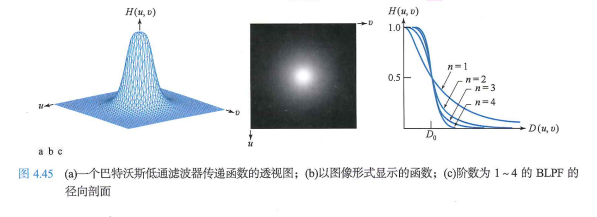 H(u, v)
u
v
v
u
H(u, v)
1.0
0.5
n=1
n=2
n=3
n=4
D₀
D(u, v)
a b c
图 4.45 (a)一个巴特沃斯低通滤波器传递函数的透视图；(b)以图像形式显示的函数；(c)阶数为 1~4 的 BLPF 的
径向剖面